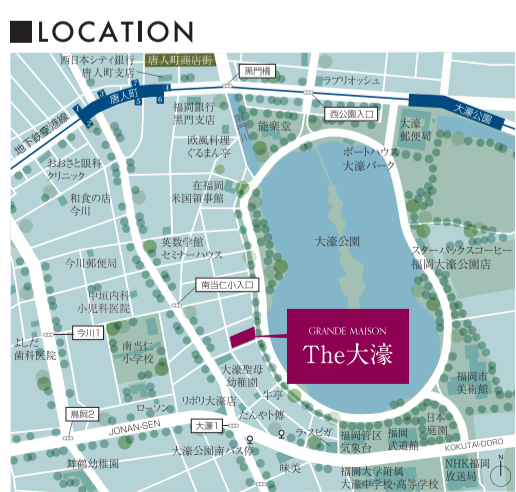 LOCATION
西日本シティ銀行
唐人町支店
唐人町商店街
黒門橋
ラブリオッシュ
唐人町
1
3
4
5
6
福岡銀行
黒門支店
黒門川
能楽堂
西公園入口
大濠
郵便局
大濠公園
地下鉄空港線
欧風料理
ぐるまん亭
ボートハウス
大濠パーク
おおさと眼科
クリニック
在福岡
米国領事館
和食の店
今川
英数学館
セミナーハウス
大濠公園
スターバックスコーヒー
福岡大濠公園店
今川郵便局
中垣内科
小児科医院
南当仁小入口
よしだ
歯科医院
今川1
南当仁
小学校
GRANDE MAISON
The大濠
大濠聖母
幼稚園
福岡市
美術館
鳥飼2
ローソン
リボリ大濠店
牛亭
たんやホ傳
日本
庭園
JONAN-SEN
大濠1
ラ・スピガ
福岡管区
気象台
福岡
武道館
KOKUTAI-DORO
大濠公園南バス停
舞鶴幼稚園
味美
福岡大学附属
大濠中学校・高等学校
NHK福岡
放送局
N